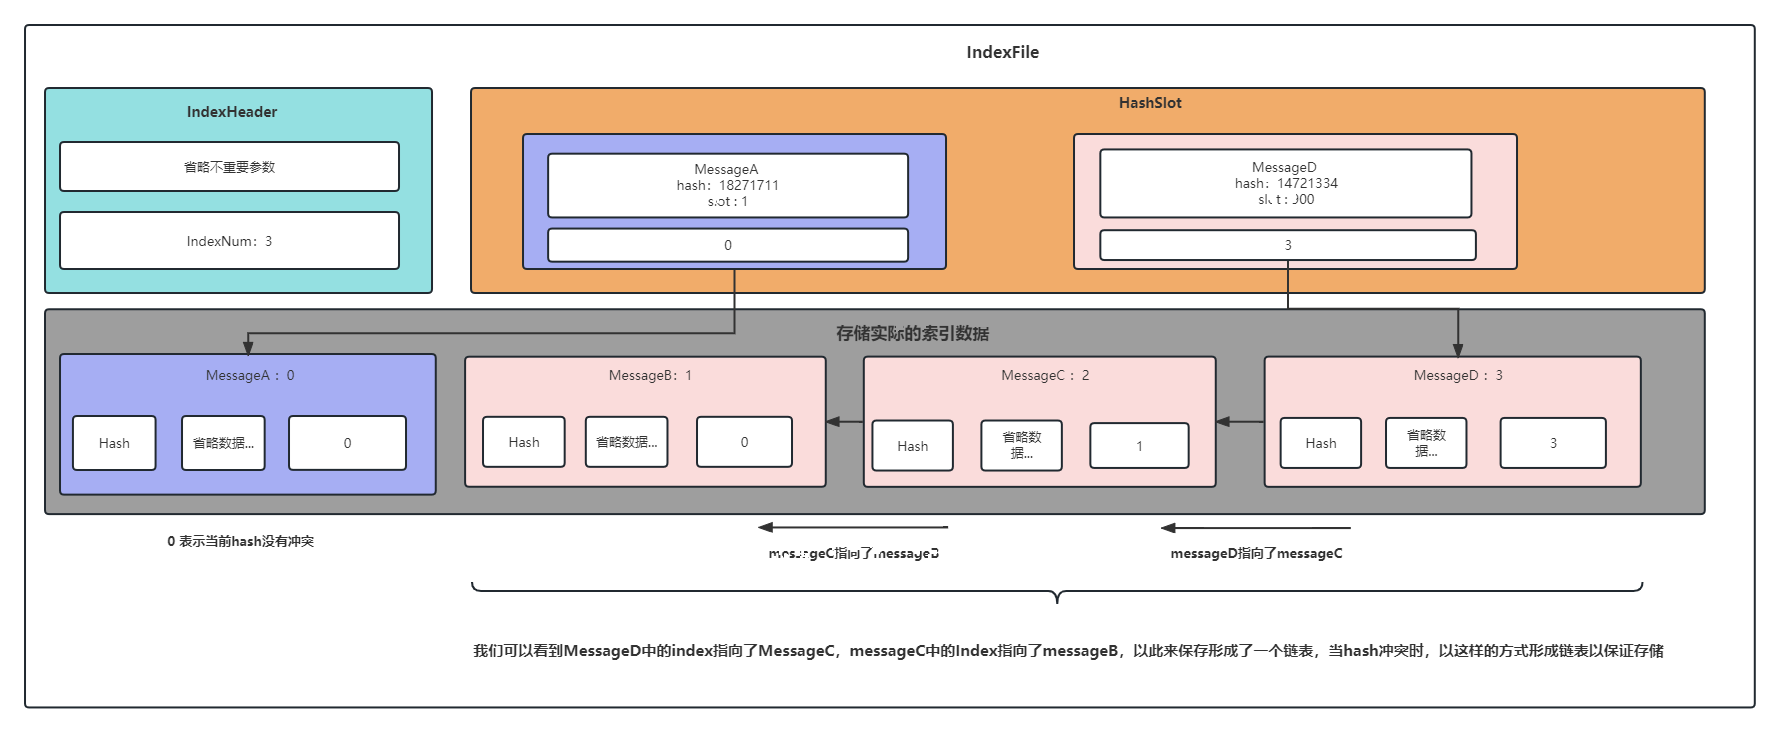 IndexFile
IndexHeader
省略不重要参数
IndexNum：3
HashSlot
MessageA
hash：18271711
slot : 1
0
MessageD
hash：14721334
slot : 900
3
存储实际的索引数据
MessageA： 0
Hash
省略数据...
0
MessageB：1
Hash
省略数据...
0
MessageC： 2
Hash
省略数
据...
1
MessageD ： 3
Hash
省略数
据...
3
0 表示当前hash没有冲突
messageC指向了messageB
messageD指向了messageC
我们可以看到MessageD中的index指向了MessageC，messageC中的Index指向了messageB，以此来保存形成了一个链表，当hash冲突时，以这样的方式形成链表以保证存储